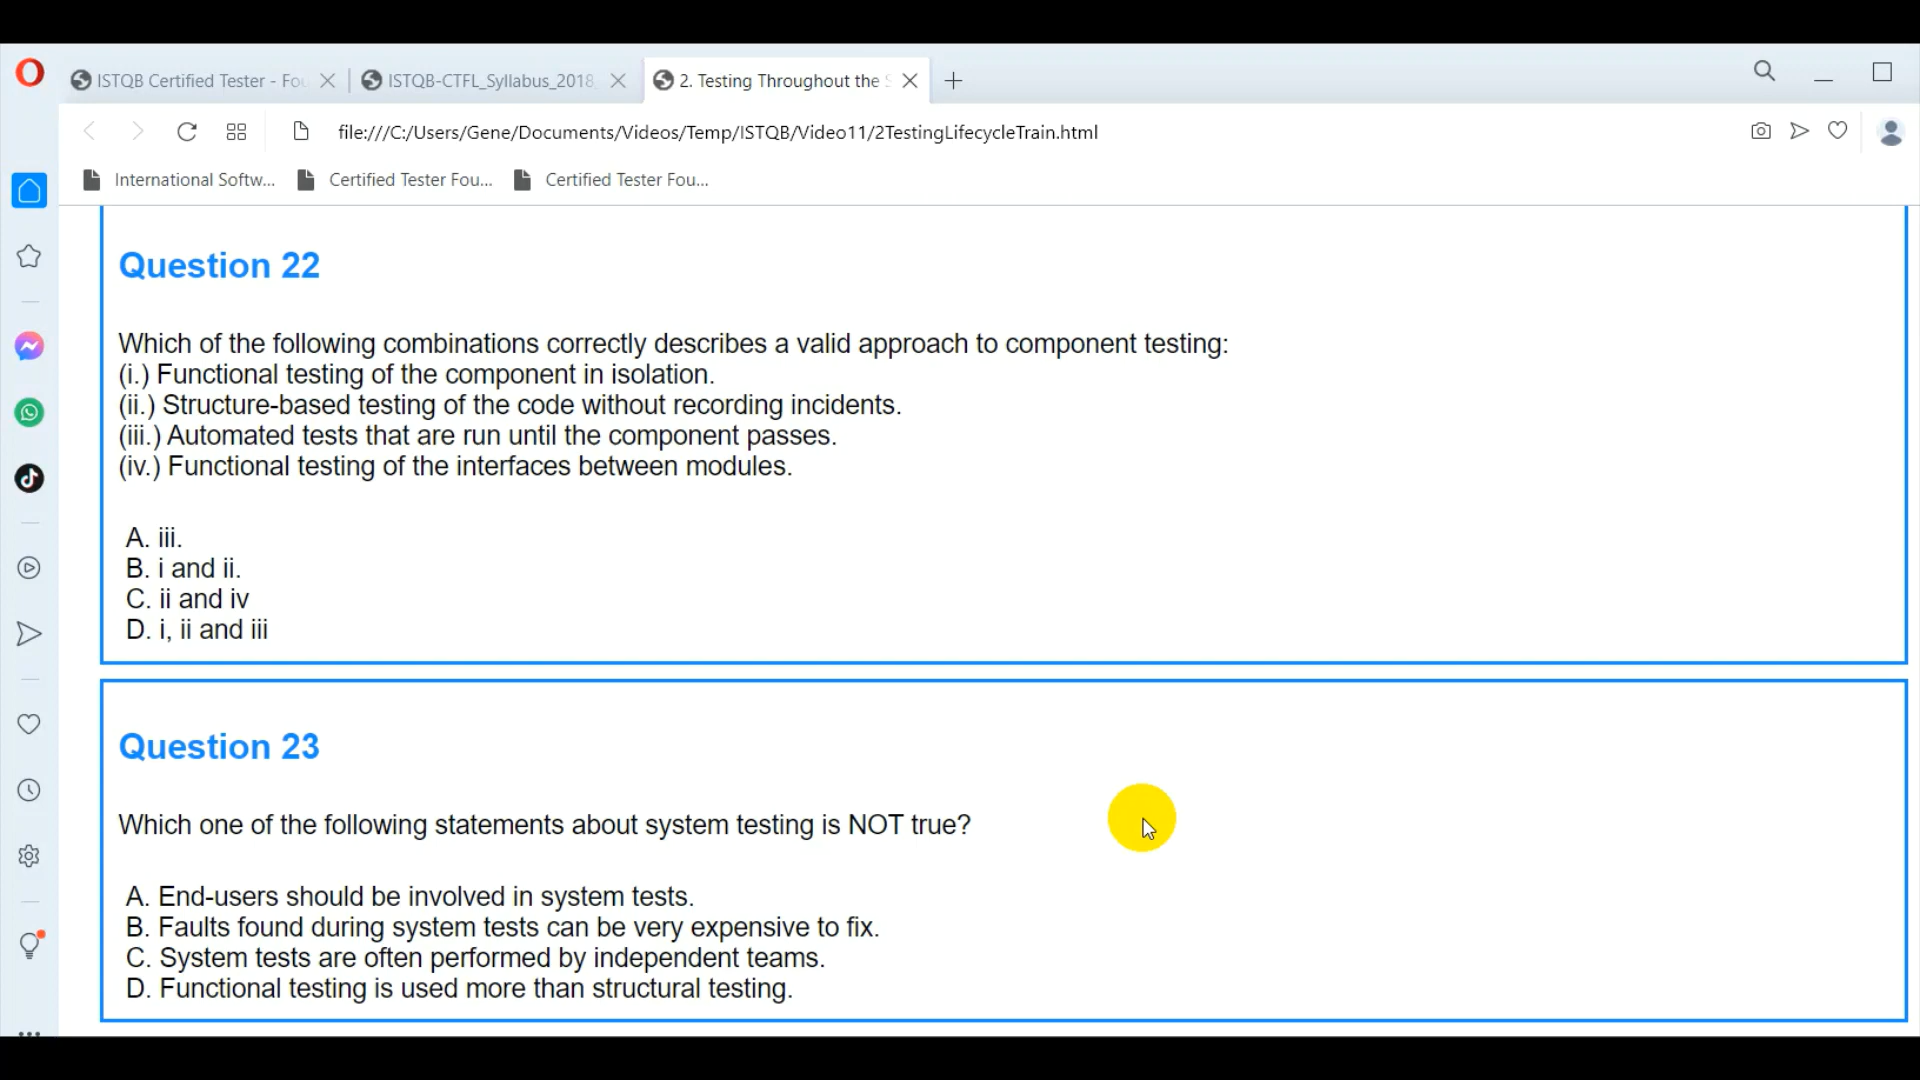 ISTQB Certified Tester - Fou
ISTQB-CTFL_Syllabus_2018
2. Testing Throughout the S
file:///C:/Users/Gene/Documents/Videos/Temp/ISTQB/Video11/2TestingLifecycleTrain.html
International Softw...
Certified Tester Fou...
Certified Tester Fou...
Question 22
Which of the following combinations correctly describes a valid approach to component testing:
(i.) Functional testing of the component in isolation.
(ii.) Structure-based testing of the code without recording incidents.
(iii.) Automated tests that are run until the component passes.
(iv.) Functional testing of the interfaces between modules.
A. iii.
B. i and ii.
C. ii and iv
D. i, ii and iii
Question 23
Which one of the following statements about system testing is NOT true?
A. End-users should be involved in system tests.
B. Faults found during system tests can be very expensive to fix.
C. System tests are often performed by independent teams.
D. Functional testing is used more than structural testing.